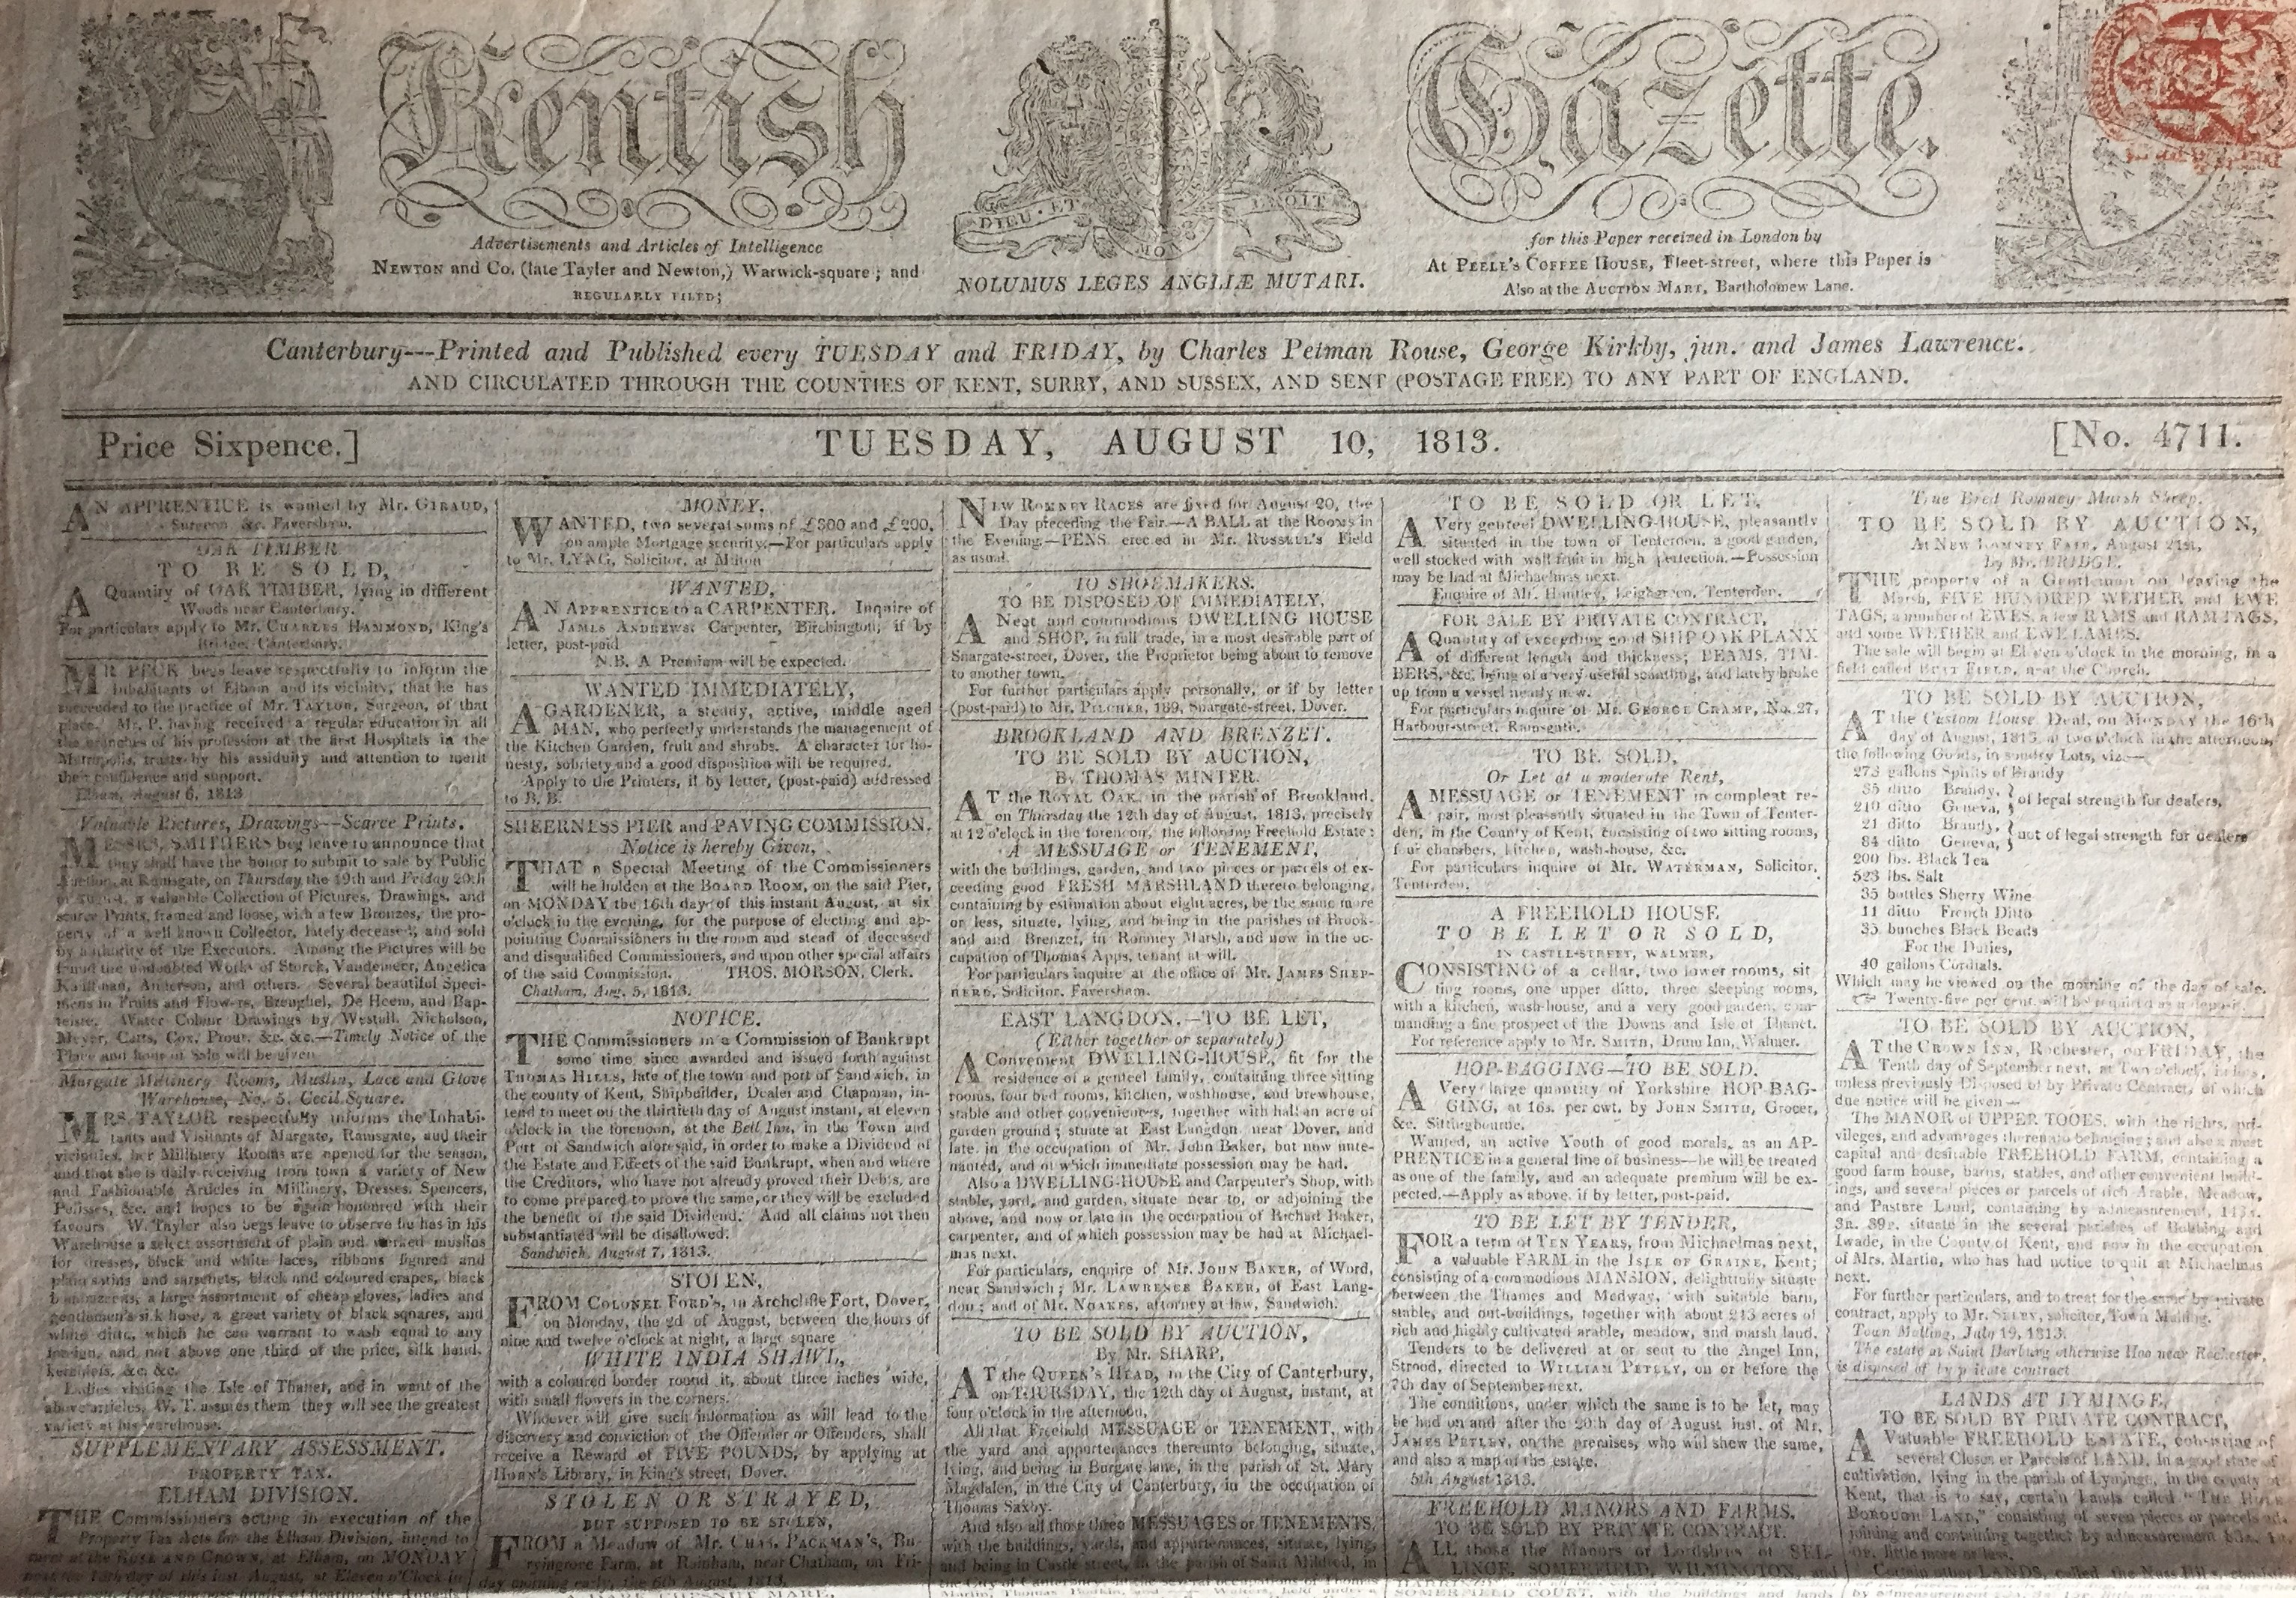 Kentish Gazette.
DIEU · ET MON DROIT
Advertisements and Articles of Intelligence
for this Paper received in London by
NEWTON and Co. (late Tayler and Newton,) Warwick-square; and
At PEELE'S COFFEE HOUSE, Fleet-street, where this Paper is
REGULARLY FILED;
NOLUMUS LEGES ANGLIÆ MUTARI.
Also at the AUCTION MART, Bartholomew Lane.
Canterbury---Printed and Published every TUESDAY and FRIDAY, by Charles Petman Rouse, George Kirkby, jun. and James Lawrence.
AND CIRCULATED THROUGH THE COUNTIES OF KENT, SURRY, AND SUSSEX, AND SENT (POSTAGE FREE) TO ANY PART OF ENGLAND.
Price Sixpence.]
TUESDAY, AUGUST 10, 1813.
[No. 4711.
AN APPRENTICE is wanted by Mr. GIRAUD,
Surgeon &c. Faversham.
OAK TIMBER
TO BE SOLD,
A Quantity of OAK TIMBER, lying in different
Woods near Canterbury.
For particulars apply to Mr. CHARLES HAMMOND, King's
Bridge, Canterbury.
MR PECK begs leave respectfully to inform the
Inhabitants of Elham and its vicinity, that he has
succeeded to the practice of Mr. TAYLOR, Surgeon, of that
place. Mr. P. having received a regular education in all
the branches of his profession at the first Hospitals in the
Metropolis, trusts by his assiduity and attention to merit
their confidence and support.
Elham, August 6, 1813
Valuable Pictures, Drawings---Scarce Prints.
MESSRS. SMITHERS beg leave to announce that
they shall have the honor to submit to sale by Public
Auction, at Ramsgate, on Thursday the 19th and Friday 20th
of August, a valuable Collection of Pictures, Drawings, and
scarce Prints, framed and loose, with a few Bronzes, the pro-
perty of a well known Collector, lately deceased, and sold
by authority of the Executors. Among the Pictures will be
found the undoubted Works of Storck, Vandemeer, Angelica
Kauffman, Anderson, and others. Several beautiful Speci-
mens in Fruits and Flowers, Breughel, De Heem, and Bap-
tiste. Water Colour Drawings by Westall, Nicholson,
Meyer, Carts, Cox, Prout, &c. &c.—Timely Notice of the
Place and hour of Sale will be given
Margate Millinery Rooms, Muslin, Lace and Glove
Warehouse, No. 5, Cecil Square.
MRS. TAYLOR respectfully informs the Inhabi-
tants and Visitants of Margate, Ramsgate, and their
vicinities, her Millinery Rooms are opened for the season,
and that she is daily receiving from town a variety of New
and Fashionable Articles in Millinery, Dresses, Spencers,
Pelisses, &c. and hopes to be again honoured with their
favours W. Taylor also begs leave to observe he has in his
Warehouse a select assortment of plain and worked muslins
for dresses, black and white laces, ribbons figured and
plain satins and sarsenets, black and coloured crapes, black
bombazeens, a large assortment of cheap gloves, ladies and
gentlemen's silk hose, a great variety of black squares, and
white ditto, which he can warrant to wash equal to any
foreign, and not above one third of the price, silk hand-
kerchiefs, &c. &c.
Ladies visiting the Isle of Thanet, and in want of the
above articles, W. T. assures them they will see the greatest
variety at his warehouse.
SUPPLEMENTARY ASSESSMENT.
PROPERTY TAX.
ELHAM DIVISION.
THE Commissioners acting in execution of the
Property Tax Acts for the Elham Division, intend to
meet at the ROSE AND CROWN, at Elham, on MONDAY
next the 16th day of this inst August, at Eleven o'Clock in
MONEY.
WANTED, two several sums of £300 and £200,
on ample Mortgage security.—For particulars apply
to Mr. LYNG, Solicitor, at Milton
WANTED,
AN APPRENTICE to a CARPENTER. Inquire of
JAMES ANDREWS, Carpenter, Birchington; if by
letter, post-paid
N.B. A Premium will be expected.
WANTED IMMEDIATELY,
A GARDENER, a steady, active, middle aged
MAN, who perfectly understands the management of
the Kitchen Garden, fruit and shrubs. A character for ho-
nesty, sobriety and a good disposition will be required.
Apply to the Printers, if by letter, (post-paid) addressed
to B. B.
SHEERNESS PIER and PAVING COMMISSION.
Notice is hereby Given,
THAT a Special Meeting of the Commissioners
will be holden at the BOARD ROOM, on the said Pier,
on MONDAY the 16th day of this instant August, at six
o'clock in the evening, for the purpose of electing and ap-
pointing Commissioners in the room and stead of deceased
and disqualified Commissioners, and upon other special affairs
of the said Commission. THOS. MORSON, Clerk.
Chatham, Aug. 5, 1813.
NOTICE.
THE Commissioners in a Commission of Bankrupt
some time since awarded and issued forth against
THOMAS HILLS, late of the town and port of Sandwich, in
the county of Kent, Shipbuilder, Dealer and Chapman, in-
tend to meet on the thirtieth day of August instant, at eleven
o'clock in the forenoon, at the Bell Inn, in the Town and
Port of Sandwich aforesaid, in order to make a Dividend of
the Estate and Effects of the said Bankrupt, when and where
the Creditors, who have not already proved their Debts, are
to come prepared to prove the same, or they will be excluded
the benefit of the said Dividend. And all claims not then
substantiated will be disallowed.
Sandwich, August 7, 1813.
STOLEN,
FROM COLONEL FORD'S, in Archcliffe Fort, Dover,
on Monday, the 2d of August, between the hours of
nine and twelve o'clock at night, a large square
WHITE INDIA SHAWL,
with a coloured border round it, about three inches wide,
with small flowers in the corners.
Whoever will give such information as will lead to the
discovery and conviction of the Offender or Offenders, shall
receive a Reward of FIVE POUNDS, by applying at
HORN's Library, in King's street, Dover.
STOLEN OR STRAYED,
BUT SUPPOSED TO BE STOLEN,
FROM a Meadow of Mr. CHAS. PACKMAN'S, Bu-
ryingrove Farm, at Rainham, near Chatham, on Fri-
day morning early, the 6th August, 1813,
A DARK CHESNUT MARE,
NEW ROMNEY RACES are fixed for August 20, the
Day preceding the Fair.—A BALL at the Rooms in
the Evening.—PENS erected in Mr. RUSSELL's Field
as usual.
TO SHOEMAKERS.
TO BE DISPOSED OF IMMEDIATELY,
A Neat and commodious DWELLING HOUSE
and SHOP, in full trade, in a most desirable part of
Snargate-street, Dover, the Proprietor being about to remove
to another town.
For further particulars apply personally, or if by letter
(post-paid) to Mr. PILCHER, 189, Snargate-street, Dover.
BROOKLAND AND BRENZET.
TO BE SOLD BY AUCTION,
By THOMAS MINTER.
AT the ROYAL OAK, in the parish of Brookland,
on Thursday the 12th day of August, 1813, precisely
at 12 o'clock in the forenoon, the following Freehold Estate:
A MESSUAGE or TENEMENT,
with the buildings, garden, and two pieces or parcels of ex-
ceeding good FRESH MARSHLAND thereto belonging,
containing by estimation about eight acres, be the same more
or less, situate, lying, and being in the parishes of Brook-
and and Brenzet, in Romney Marsh, and now in the oc-
cupation of Thomas Apps, tenant at will.
For particulars inquire at the office of Mr. JAMES SHEP-
HERD, Solicitor, Faversham.
EAST LANGDON.—TO BE LET,
(Either together or separately)
A Convenient DWELLING-HOUSE, fit for the
residence of a genteel family, containing three sitting
rooms, four bed rooms, kitchen, washhouse, and brewhouse,
stable and other conveniences, together with half an acre of
garden ground; situate at East Langdon near Dover, and
late in the occupation of Mr. John Baker, but now unte-
nanted, and of which immediate possession may be had.
Also a DWELLING-HOUSE and Carpenter's Shop, with
stable, yard, and garden, situate near to, or adjoining the
above, and now or late in the occupation of Richard Baker,
carpenter, and of which possession may be had at Michael-
mas next.
For particulars, enquire of Mr. JOHN BAKER, of Word,
near Sandwich; Mr. LAWRENCE BAKER, of East Lang-
don; and of Mr. NOAKES, attorney at law, Sandwich.
TO BE SOLD BY AUCTION,
By Mr. SHARP,
AT the QUEEN'S HEAD, in the City of Canterbury,
on THURSDAY, the 12th day of August, instant, at
four o'clock in the afternoon,
All that Freehold MESSUAGE or TENEMENT, with
the yard and appurtenances thereunto belonging, situate,
lying, and being in Burgate lane, in the parish of St. Mary
Magdalen, in the City of Canterbury, in the occupation of
Thomas Saxby.
And also all those three MESSUAGES or TENEMENTS,
with the buildings, yards, and appurtenances, situate, lying,
and being in Castle street, in the parish of Saint Mildred, in
TO BE SOLD OR LET,
A Very genteel DWELLING-HOUSE, pleasantly
situated in the town of Tenterden, a good garden,
well stocked with wall fruit in high perfection.—Possession
may be had at Michaelmas next.
Enquire of Mr. Huntley, Leighgreen, Tenterden.
FOR SALE BY PRIVATE CONTRACT,
A Quantity of exceeding good SHIP OAK PLANK
of different length and thickness; BEAMS, TIM-
BERS, &c. being of a very useful scantling, and lately broke
up from a vessel nearly new.
For particulars inquire of Mr. GEORGE CRAMP, No. 27,
Harbour-street, Ramsgate.
TO BE SOLD,
Or Let at a moderate Rent,
A MESSUAGE or TENEMENT in compleat re-
pair, most pleasantly situated in the Town of Tenter-
den, in the County of Kent, consisting of two sitting rooms,
four chambers, kitchen, wash-house, &c.
For particulars inquire of Mr. WATERMAN, Solicitor,
Tenterden.
A FREEHOLD HOUSE
TO BE LET OR SOLD,
IN CASTLE-STREET, WALMER,
CONSISTING of a cellar, two lower rooms, sit
ting rooms, one upper ditto, three sleeping rooms,
with a kitchen, wash-house, and a very good garden, com-
manding a fine prospect of the Downs and Isle of Thanet.
For reference apply to Mr. SMITH, Drum Inn, Walmer.
HOP-BAGGING—TO BE SOLD.
A Very large quantity of Yorkshire HOP-BAG-
GING, at 16s. per cwt. by JOHN SMITH, Grocer,
&c. Sittingbourne.
Wanted, an active Youth of good morals, as an AP-
PRENTICE in a general line of business—he will be treated
as one of the family, and an adequate premium will be ex-
pected.—Apply as above, if by letter, post-paid.
TO BE LET BY TENDER,
FOR a term of TEN YEARS, from Michaelmas next,
a valuable FARM in the ISLE OF GRAINE, Kent;
consisting of a commodious MANSION, delightfully situate
between the Thames and Medway, with suitable barn,
stable, and out-buildings, together with about 243 acres of
rich and highly cultivated arable, meadow, and marsh land.
Tenders to be delivered at or sent to the Angel Inn,
Strood, directed to WILLIAM PETLEY, on or before the
7th day of September next.
The conditions, under which the same is to be let, may
be had on and after the 20th day of August inst. of Mr.
JAMES PETLEY, on the premises, who will shew the same,
and also a map of the estate.
5th August 1813.
FREEHOLD MANORS AND FARMS.
TO BE SOLD BY PRIVATE CONTRACT.
ALL those the Manors or Lordships of SEL-
LINGE, SOMERFIELD, WILMINGTON, and
SOMERFIELD COURT, with the buildings and lands
True Bred Romney Marsh Sheep.
TO BE SOLD BY AUCTION,
At NEW ROMNEY FAIR, August 21st,
By Mr. BRIDGE.
THE property of a Gentleman on leaving the
Marsh, FIVE HUNDRED WETHER and EWE
TAGS, a number of EWES, a few RAMS and RAM TAGS,
and some WETHER and EWE LAMBS.
The sale will begin at Eleven o'clock in the morning, in a
field called BUTT FIELD, near the Church.
TO BE SOLD BY AUCTION,
AT the Custom House Deal, on MONDAY the 16th
day of August, 1813, at two o'clock in the afternoon,
the following Goods, in sundry Lots, viz—
273 gallons Spirits of Brandy
35 ditto Brandy, } of legal strength for dealers.
210 ditto Geneva,
21 ditto Brandy, } not of legal strength for dealers
84 ditto Geneva,
200 lbs. Black Tea
523 lbs. Salt
35 bottles Sherry Wine
11 ditto French Ditto
35 bunches Black Beads
For the Duties,
40 gallons Cordials.
Which may be viewed on the morning of the day of sale.
☞ Twenty-five per cent. will be required as a deposit.
TO BE SOLD BY AUCTION,
AT the CROWN INN, Rochester, on FRIDAY, the
Tenth day of September next, at Two o'clock, in lots,
unless previously Disposed of by Private Contract, of which
due notice will be given—
The MANOR of UPPER TOOES, with the rights, pri-
vileges, and advantages thereunto belonging; and also a most
capital and desirable FREEHOLD FARM, containing a
good farm house, barns, stables, and other convenient build-
ings, and several pieces or parcels of rich Arable, Meadow,
and Pasture Land, containing by admeasurement,
3R. 39P. situate in the several parishes of Bobbing and
Iwade, in the County of Kent, and now in the occupation
of Mrs. Martin, who has had notice to quit at Michaelmas
next.
For further particulars, and to treat for the same by private
contract, apply to Mr. SELBY, solicitor, Town Malling.
Town Malling, July 19, 1813.
The estate at Saint Warburg otherwise Hoo near Rochester,
is disposed of by private contract
LANDS AT LYMINGE,
TO BE SOLD BY PRIVATE CONTRACT,
A Valuable FREEHOLD ESTATE, consisting of
several Closes or Parcels of LAND, in a good state of
cultivation, lying in the parish of Lyminge, in the county of
Kent, that is to say, certain Lands called "THE
BOROUGH LAND," consisting of seven pieces or parcels ad-
joining and containing together by admeasurement
little more or less.